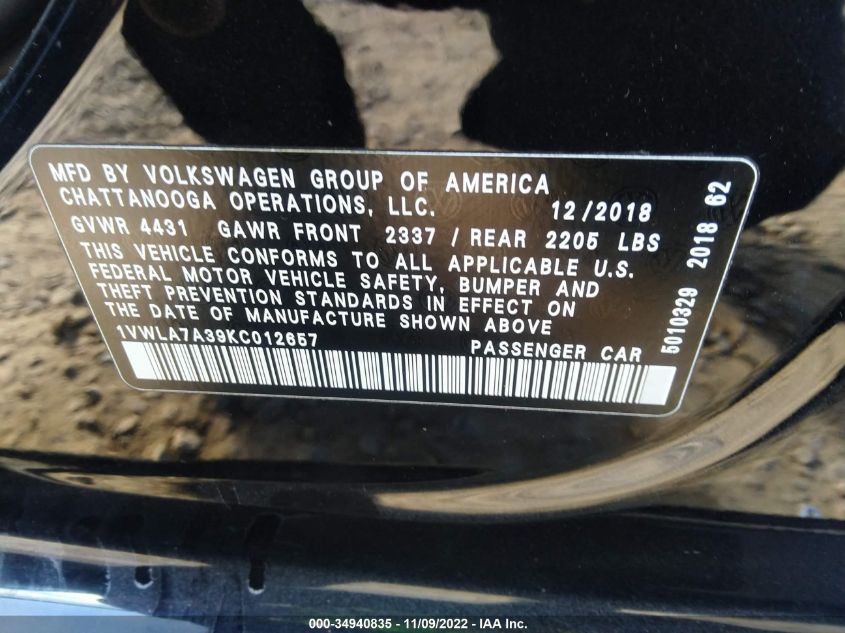 MFD BY VOLKSWAGEN GROUP OF AMERICA
CHATTANOOGA OPERATIONS, LLC. 12/2018
GVWR 4431 GAWR FRONT 2337 / REAR 2205 LBS
THIS VEHICLE CONFORMS TO ALL APPLICABLE U.S.
FEDERAL MOTOR VEHICLE SAFETY, BUMPER AND
THEFT PREVENTION STANDARDS IN EFFECT ON
THE DATE OF MANUFACTURE SHOWN ABOVE
1VWLA7A39KC012657 PASSENGER CAR
5010329 2018 62
000-34940835 - 11/09/2022 - IAA Inc.